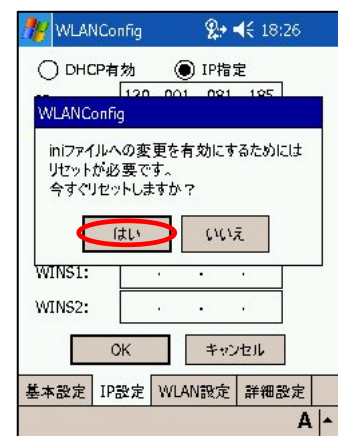 WLANConfig 18:26
DHCP有効 IP指定
WLANConfig
iniファイルへの変更を有効にするためには
リセットが必要です。
今すぐリセットしますか？
はい いいえ
WINS1: . . .
WINS2: . . .
OK キャンセル
基本設定 IP設定 WLAN設定 詳細設定
A